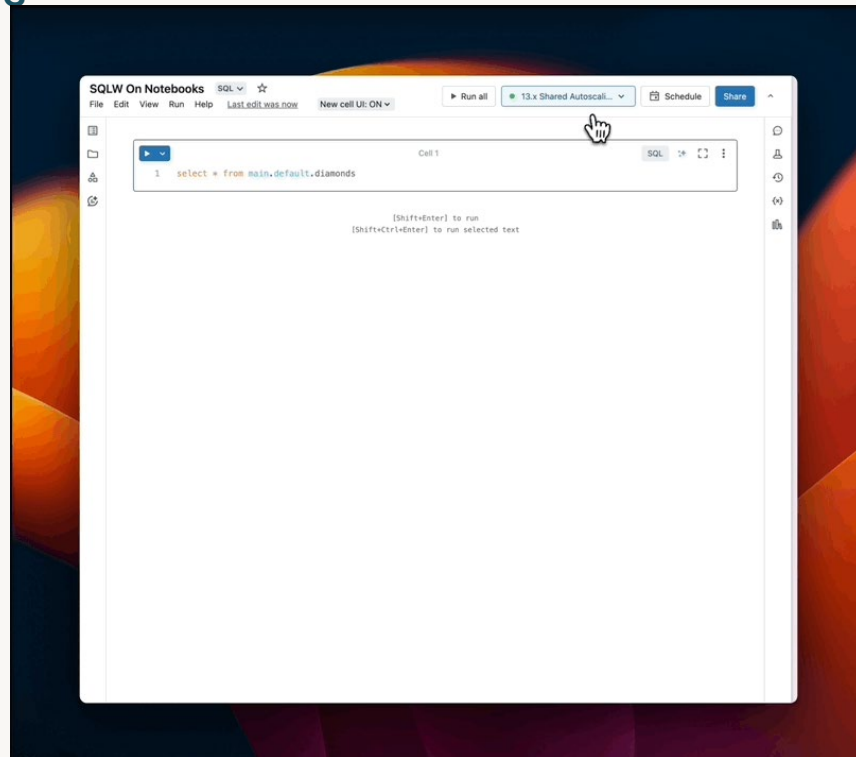 SQLW On Notebooks SQL
File Edit View Run Help Last edit was now New cell UI: ON
Run all 13.x Shared Autoscali... Schedule Share
Cell 1
SQL
1 select * from main.default.diamonds
[Shift+Enter] to run
[Shift+Ctrl+Enter] to run selected text